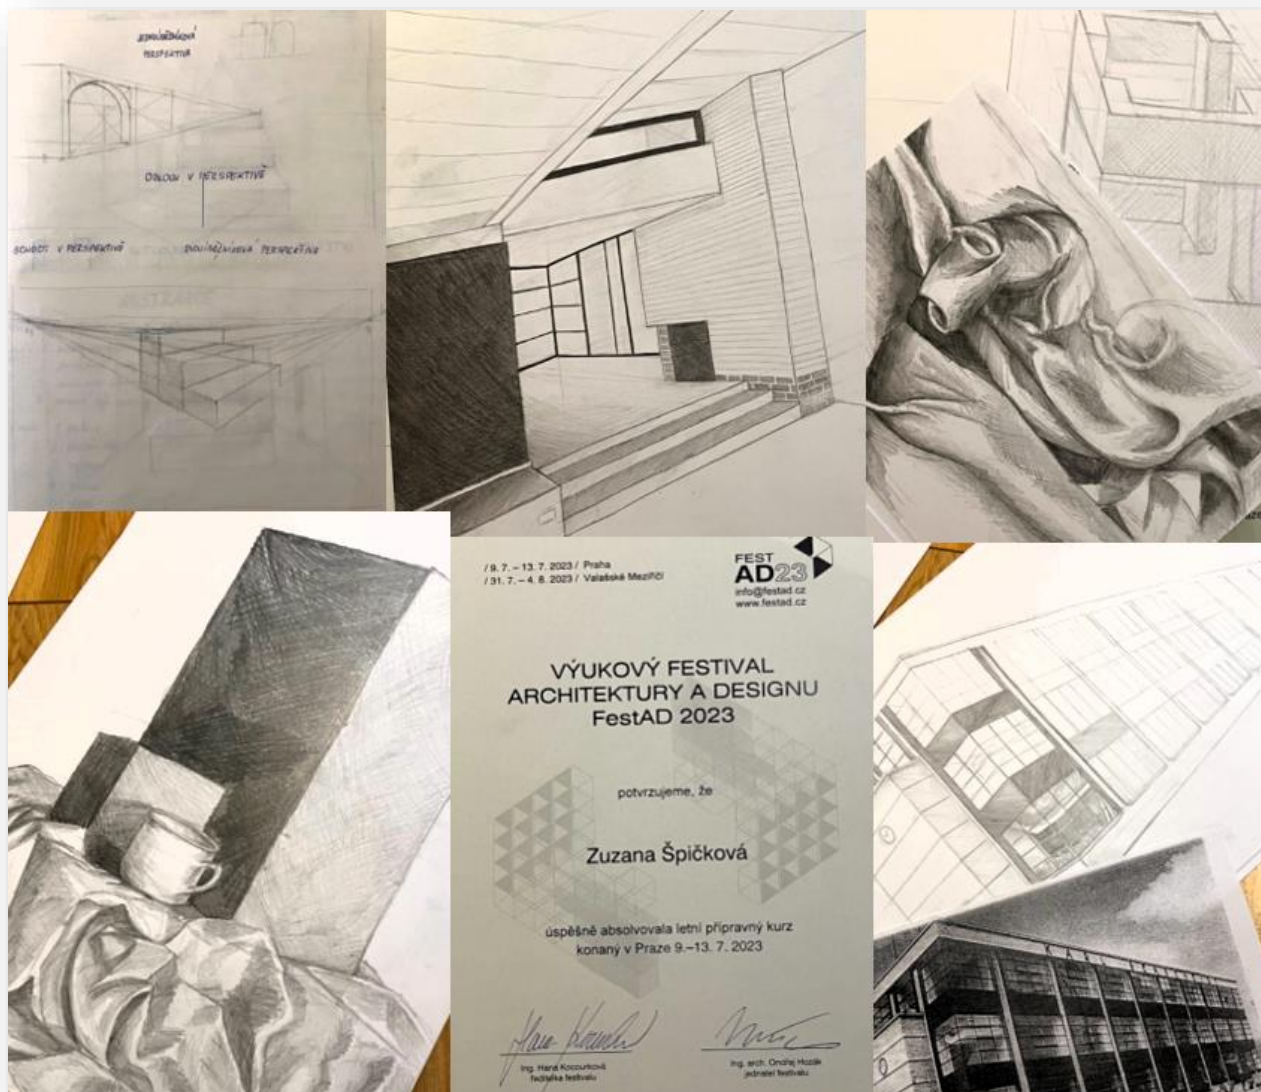 JEDNOÚBĚŽNÍKOVÁ
PERSPEKTIVA
V PERSPEKTIVĚ
SCHODY V PERSPEKTIVĚ
DVOUÚBĚŽNÍKOVÁ PERSPEKTIVA
/ 9. 7. – 13. 7. 2023 / Praha
/ 31. 7. – 4. 8. 2023 / Valašské Meziříčí
FEST
AD23
info@festad.cz
www.festad.cz
VÝUKOVÝ FESTIVAL
ARCHITEKTURY A DESIGNU
FestAD 2023
potvrzujeme, že
Zuzana Špičková
úspěšně absolvovala letní přípravný kurz
konaný v Praze 9.–13. 7. 2023
Ing. Hana Kocourková
ředitelka festivalu
Ing. arch. Ondřej Hozák
jednatel festivalu